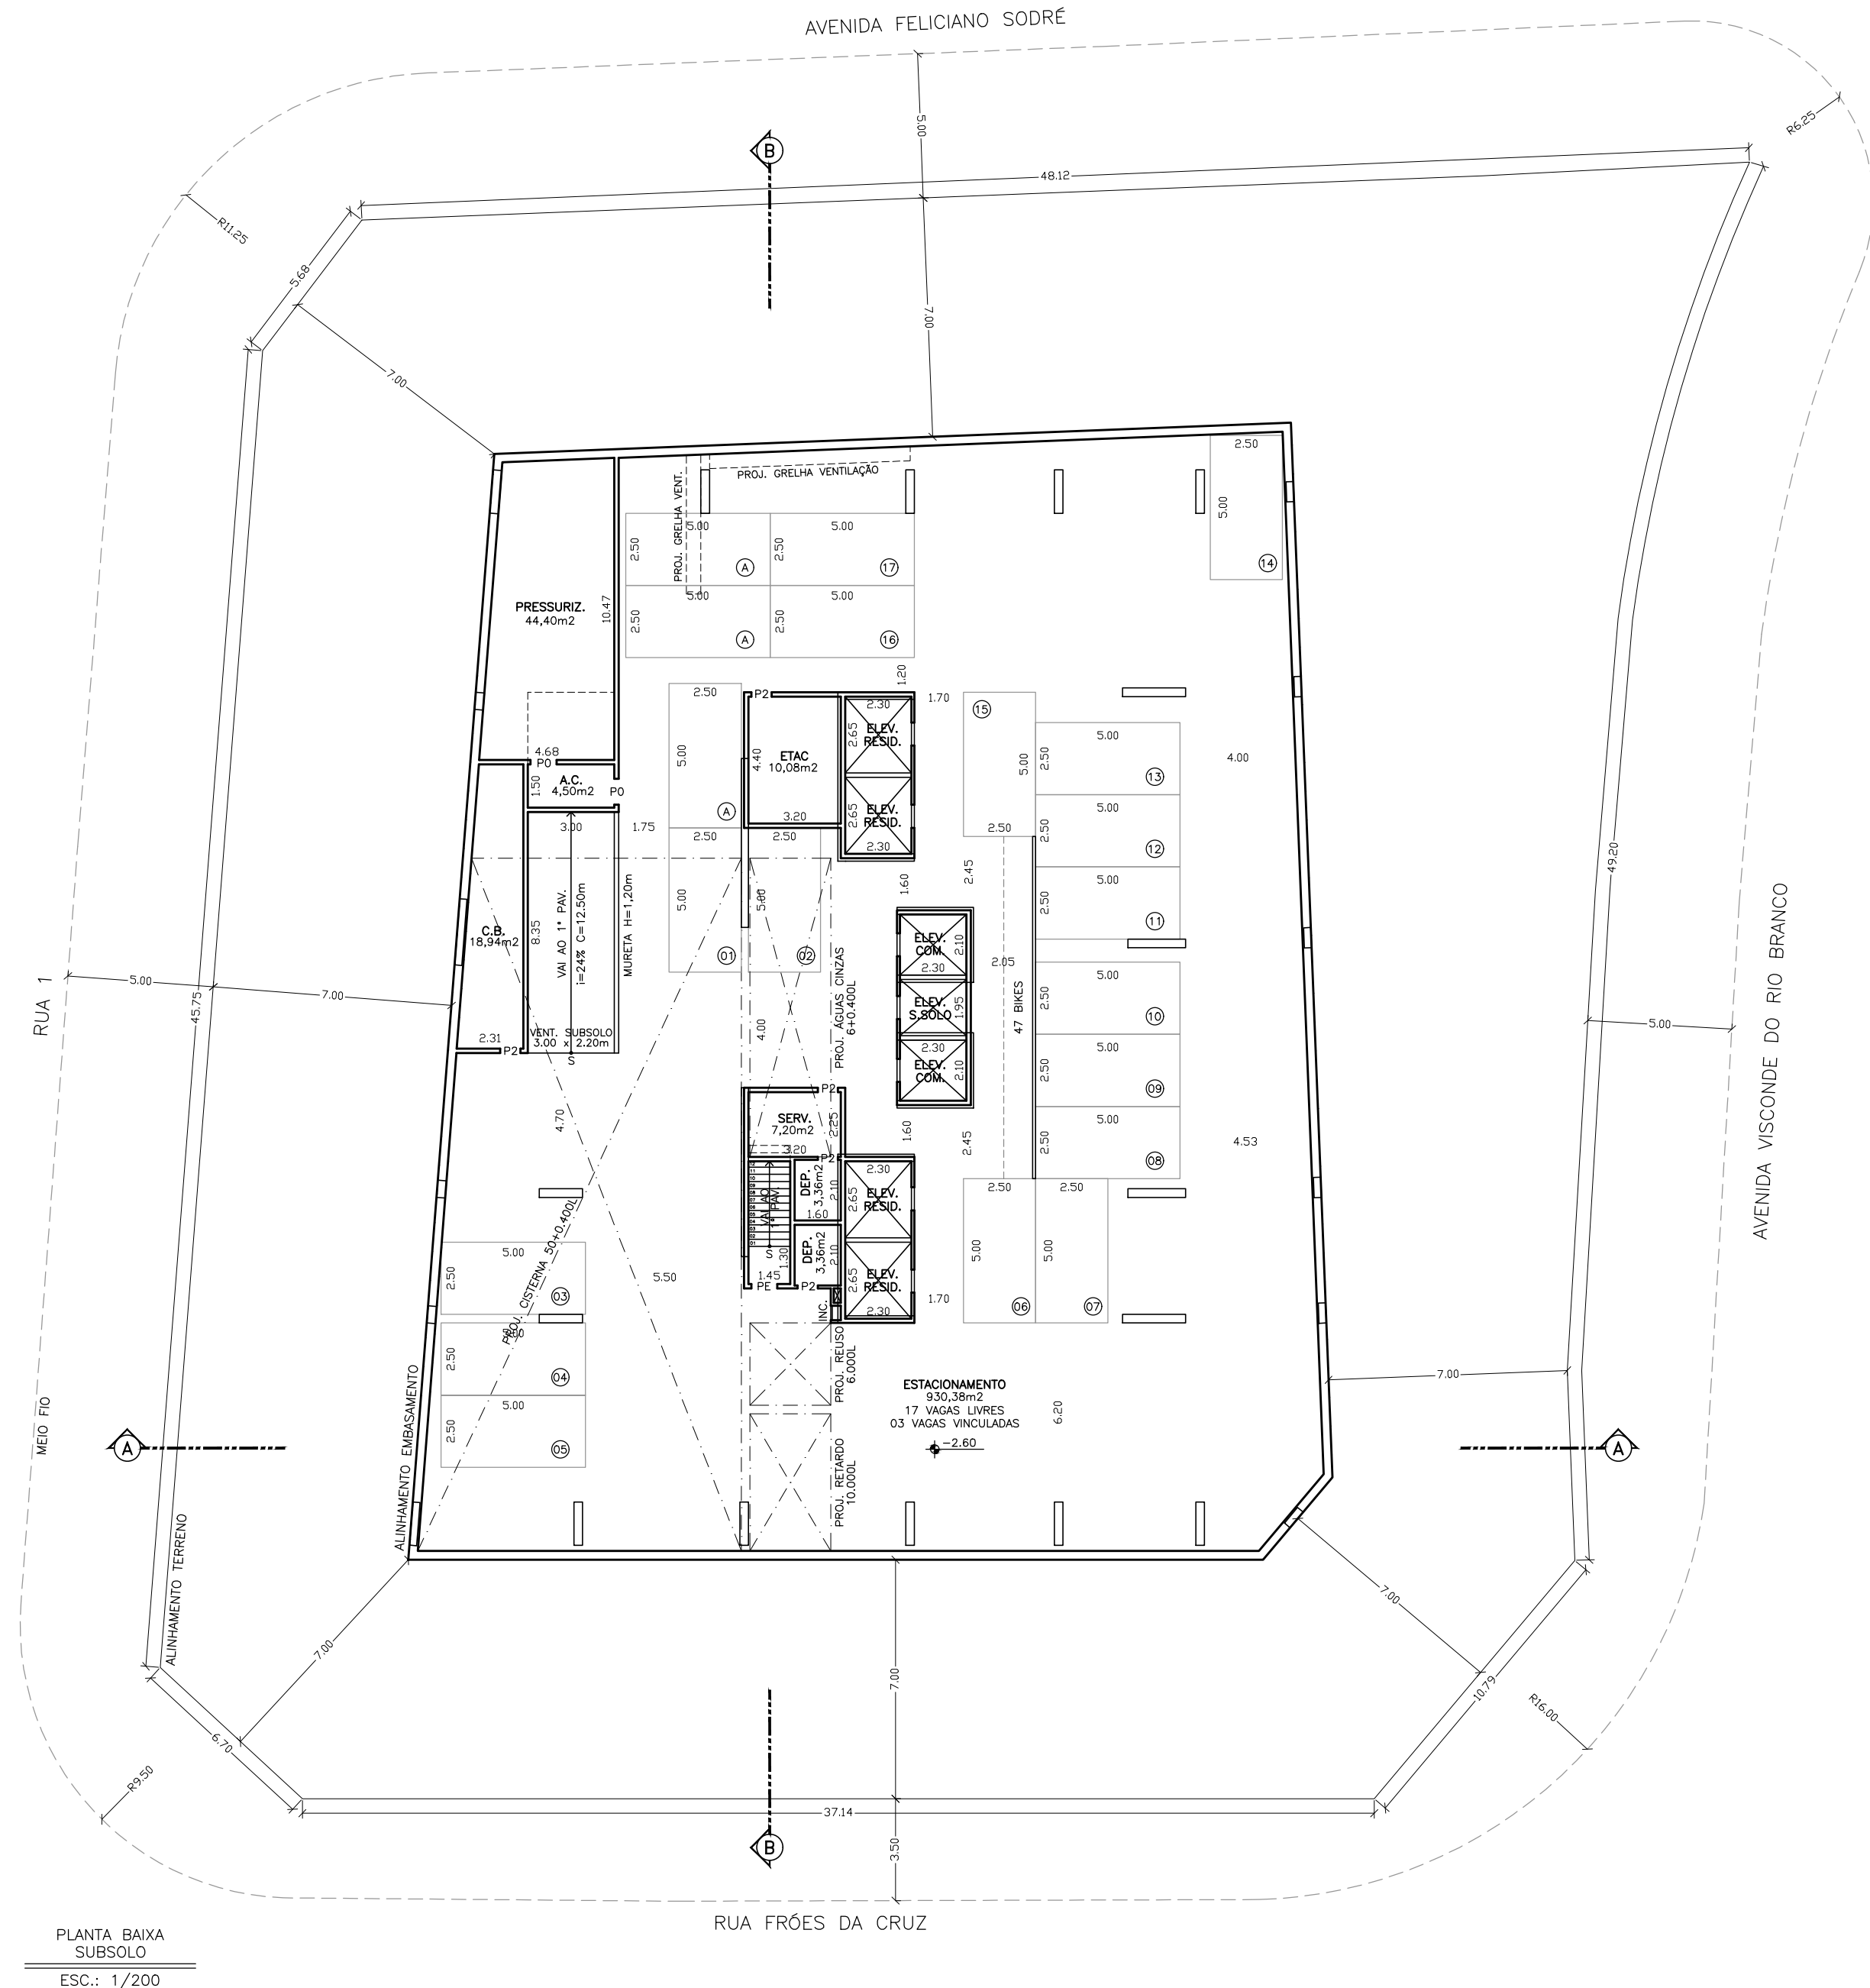 AVENIDA FELICIANO SODRÉ
5.00
R6.25
B
48.12
R11.25
5.68
7.00
7.00
2.50
PROJ. GRELHA VENTILAÇÃO
PROJ. GRELHA VENT.
5.00
5.00
5.00
2.50
2.50
A
17
14
PRESSURIZ.
44,40m2
10.47
5.00
5.00
2.50
2.50
A
16
1.20
2.50
P2
2.30
1.70
15
ELEV.
RESID.
2.65
5.00
4.40
ETAC
10,08m2
5.00
5.00
2.50
13
4.00
4.68
P0
A.C.
4,50m2
1.50
P0
A
3.20
ELEV.
RESID.
2.65
2.30
5.00
2.50
12
3.00
1.75
2.50
2.50
2.50
5.00
5.00
1.60
2.45
5.00
2.50
11
C.B.
18,94m2
8.35
VAI AO 1° PAV.
i=24% C=12.50m
MURETA H=1,20m
01
02
ELEV.
COM.
2.10
2.30
2.05
47 BIKES
5.00
2.50
10
PROJ. ÁGUAS CINZAS
6+0.400L
ELEV.
S.SOLO
1.95
2.31
P2
VENT. SUBSOLO
3.00 x 2.20m
S
4.00
2.30
ELEV.
COM.
2.10
5.00
2.50
09
P2
SERV.
7,20m2
2.25
3.20
4.70
1.60
2.45
5.00
2.50
08
4.53
P2
2.30
2.50
2.50
VAI AO
1° PAV.
12
11
10
09
08
07
06
05
04
03
02
01
S
DEP.
3,36m2
2.10
1.60
ELEV.
RESID.
2.65
DEP.
3,36m2
2.10
1.30
1.45
PE
P2
ELEV.
RESID.
2.65
2.30
INC.
1.70
5.00
5.00
06
07
5.00
2.50
03
PROJ. CISTERNA 50+0.400L
5.50
5.00
2.50
04
5.00
2.50
05
PROJ. REUSO
6.000L
PROJ. RETARDO
10.000L
ESTACIONAMENTO
930,38m2
17 VAGAS LIVRES
03 VAGAS VINCULADAS
-2.60
6.20
RUA 1
5.00
7.00
45.75
MEIO FIO
ALINHAMENTO EMBASAMENTO
ALINHAMENTO TERRENO
49.20
5.00
AVENIDA VISCONDE DO RIO BRANCO
7.00
A
A
7.00
7.00
7.00
6.70
R9.50
10.79
R16.00
37.14
B
3.50
RUA FRÓES DA CRUZ
PLANTA BAIXA
SUBSOLO
ESC.: 1/200